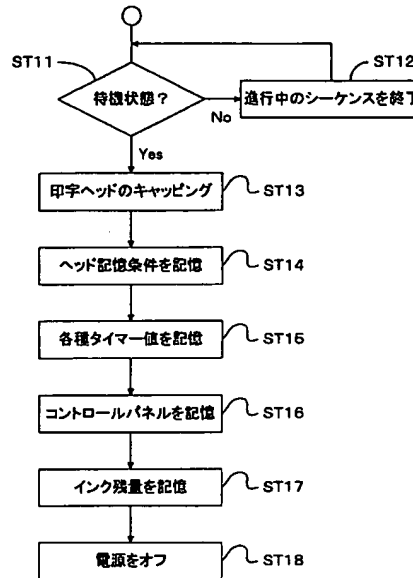 ST11
ST12
待機状態？
進行中のシーケンスを終了
No
Yes
印字ヘッドのキャッピング
ST13
ヘッド記憶条件を記憶
ST14
各種タイマー値を記憶
ST15
コントロールパネルを記憶
ST16
インク残量を記憶
ST17
電源をオフ
ST18